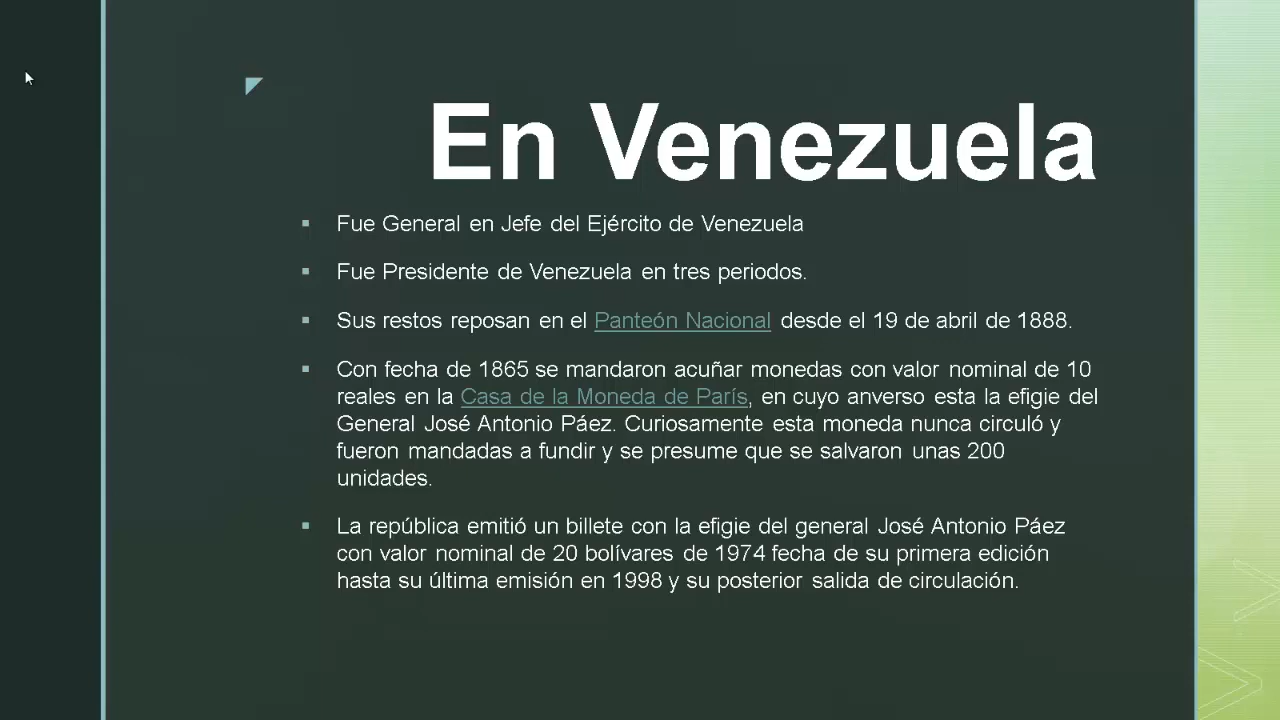 En Venezuela
▪ Fue General en Jefe del Ejército de Venezuela
▪ Fue Presidente de Venezuela en tres periodos.
▪ Sus restos reposan en el Panteón Nacional desde el 19 de abril de 1888.
▪ Con fecha de 1865 se mandaron acuñar monedas con valor nominal de 10
reales en la Casa de la Moneda de París, en cuyo anverso esta la efigie del
General José Antonio Páez. Curiosamente esta moneda nunca circuló y
fueron mandadas a fundir y se presume que se salvaron unas 200
unidades.
▪ La república emitió un billete con la efigie del general José Antonio Páez
con valor nominal de 20 bolívares de 1974 fecha de su primera edición
hasta su última emisión en 1998 y su posterior salida de circulación.